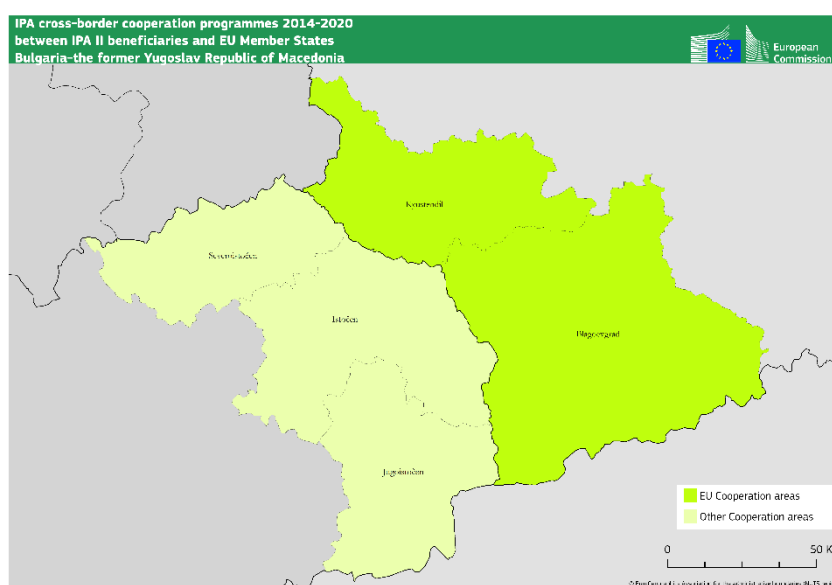 IPA cross-border cooperation programmes 2014-2020
between IPA II beneficiaries and EU Member States
Bulgaria-the former Yugoslav Republic of Macedonia
European
Commission
Kyustendil
Istočen
Blagoevgrad
EU Cooperation areas
Other Cooperation areas
0 50 K